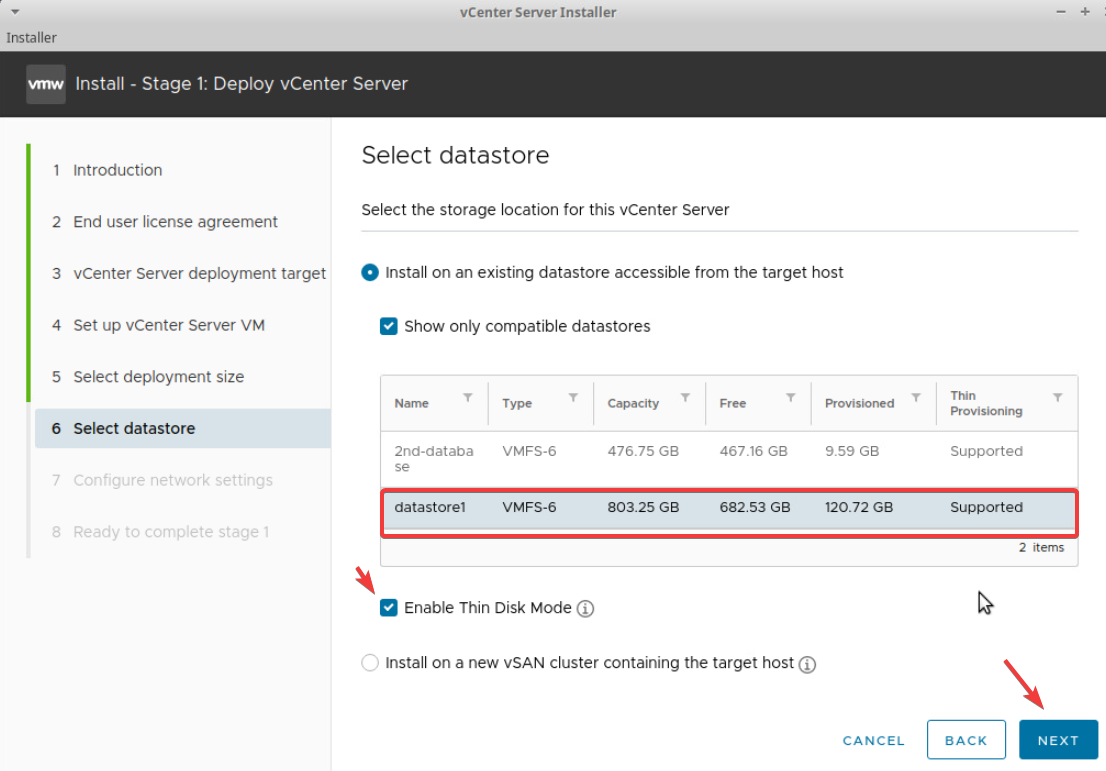 vCenter Server Installer
Installer
vmw Install - Stage 1: Deploy vCenter Server
1 Introduction
2 End user license agreement
3 vCenter Server deployment target
4 Set up vCenter Server VM
5 Select deployment size
6 Select datastore
7 Configure network settings
8 Ready to complete stage 1
Select datastore
Select the storage location for this vCenter Server
Install on an existing datastore accessible from the target host
Show only compatible datastores
Name Type Capacity Free Provisioned Thin
Provisioning
2nd-databa VMFS-6 476.75 GB 467.16 GB 9.59 GB Supported
se
datastore1 VMFS-6 803.25 GB 682.53 GB 120.72 GB Supported
2 items
Enable Thin Disk Mode
Install on a new vSAN cluster containing the target host
CANCEL BACK NEXT